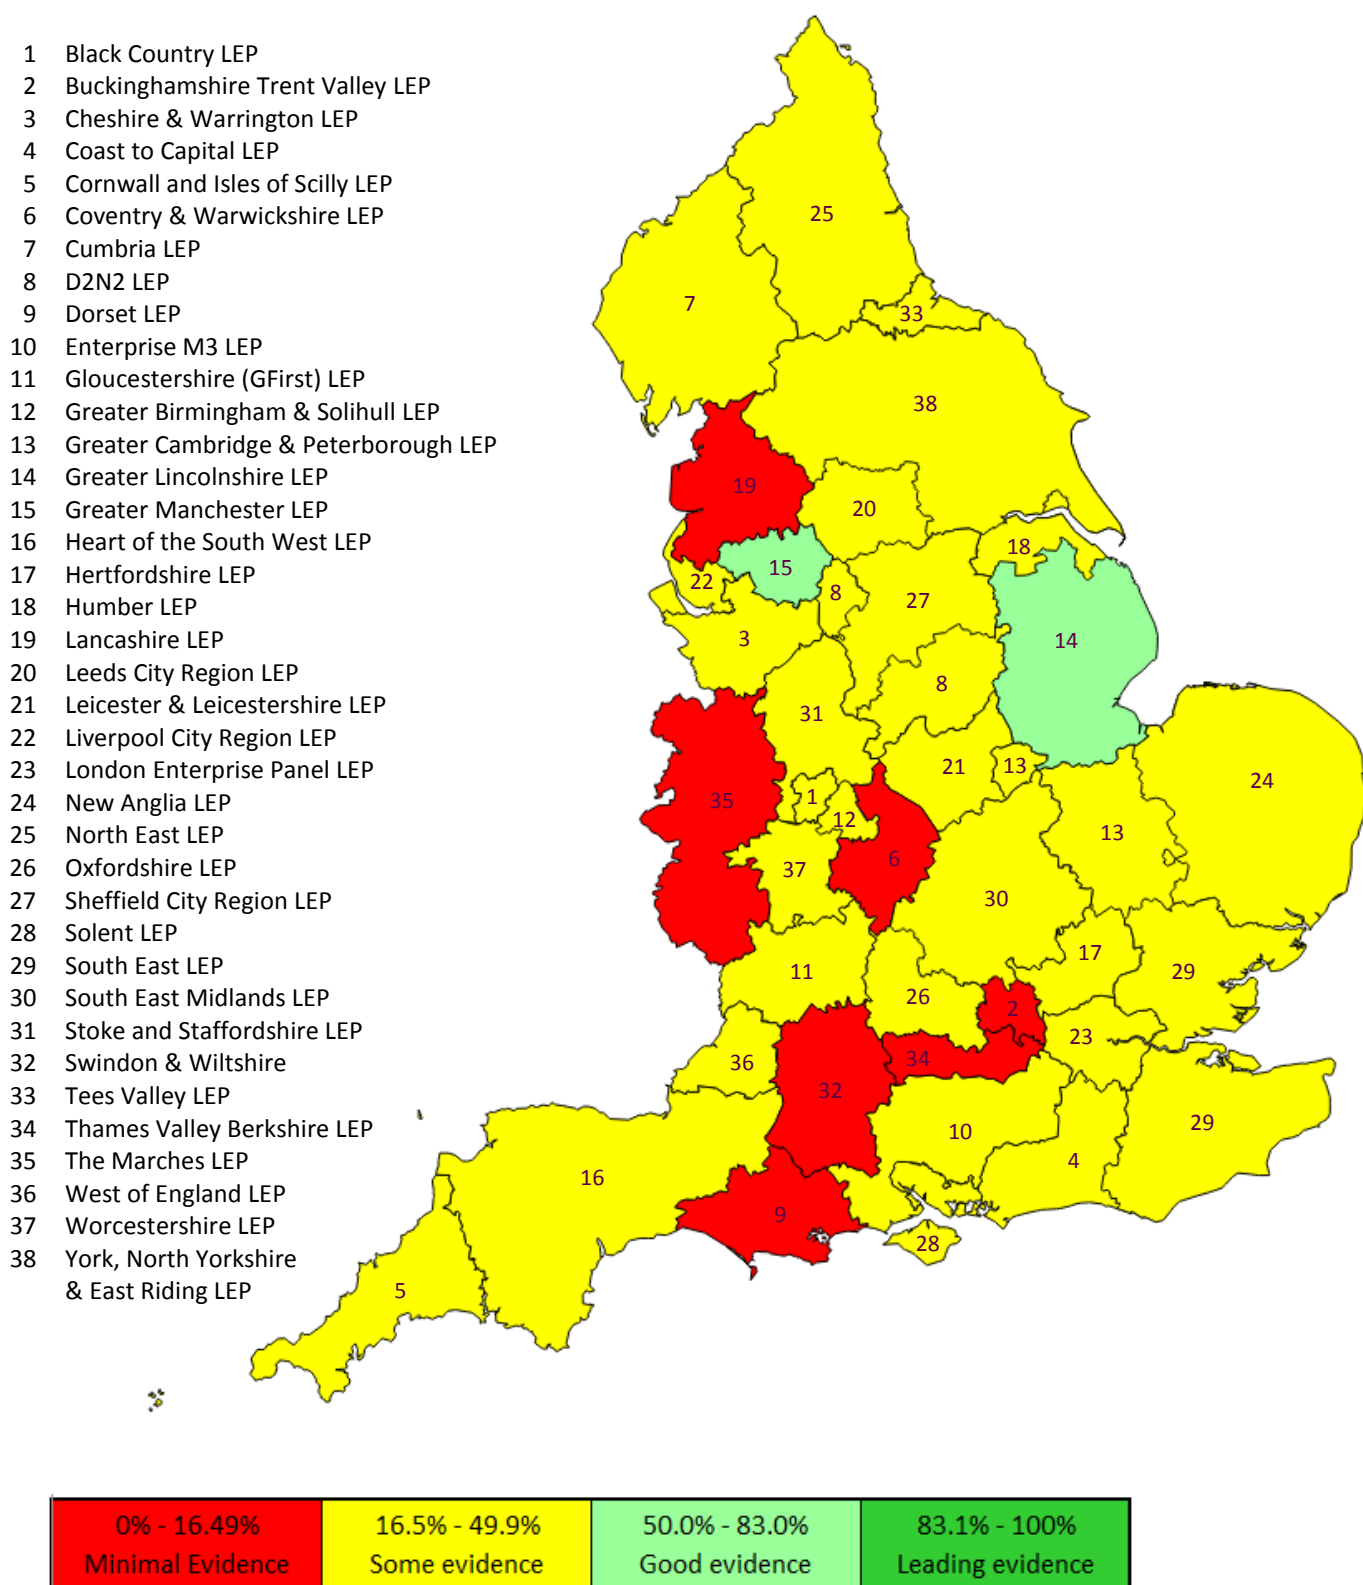 1 Black Country LEP
2 Buckinghamshire Trent Valley LEP
3 Cheshire & Warrington LEP
4 Coast to Capital LEP
5 Cornwall and Isles of Scilly LEP
6 Coventry & Warwickshire LEP
7 Cumbria LEP
8 D2N2 LEP
9 Dorset LEP
10 Enterprise M3 LEP
11 Gloucestershire (GFirst) LEP
12 Greater Birmingham & Solihull LEP
13 Greater Cambridge & Peterborough LEP
14 Greater Lincolnshire LEP
15 Greater Manchester LEP
16 Heart of the South West LEP
17 Hertfordshire LEP
18 Humber LEP
19 Lancashire LEP
20 Leeds City Region LEP
21 Leicester & Leicestershire LEP
22 Liverpool City Region LEP
23 London Enterprise Panel LEP
24 New Anglia LEP
25 North East LEP
26 Oxfordshire LEP
27 Sheffield City Region LEP
28 Solent LEP
29 South East LEP
30 South East Midlands LEP
31 Stoke and Staffordshire LEP
32 Swindon & Wiltshire
33 Tees Valley LEP
34 Thames Valley Berkshire LEP
35 The Marches LEP
36 West of England LEP
37 Worcestershire LEP
38 York, North Yorkshire
& East Riding LEP
25
7
33
38
19
20
18
15
22
8
27
3
14
8
31
21
13
24
35
1
12
13
6
37
30
17
11
29
26
2
23
36
34
32
10
29
4
16
9
28
5
0% - 16.49%
Minimal Evidence
16.5% - 49.9%
Some evidence
50.0% - 83.0%
Good evidence
83.1% - 100%
Leading evidence